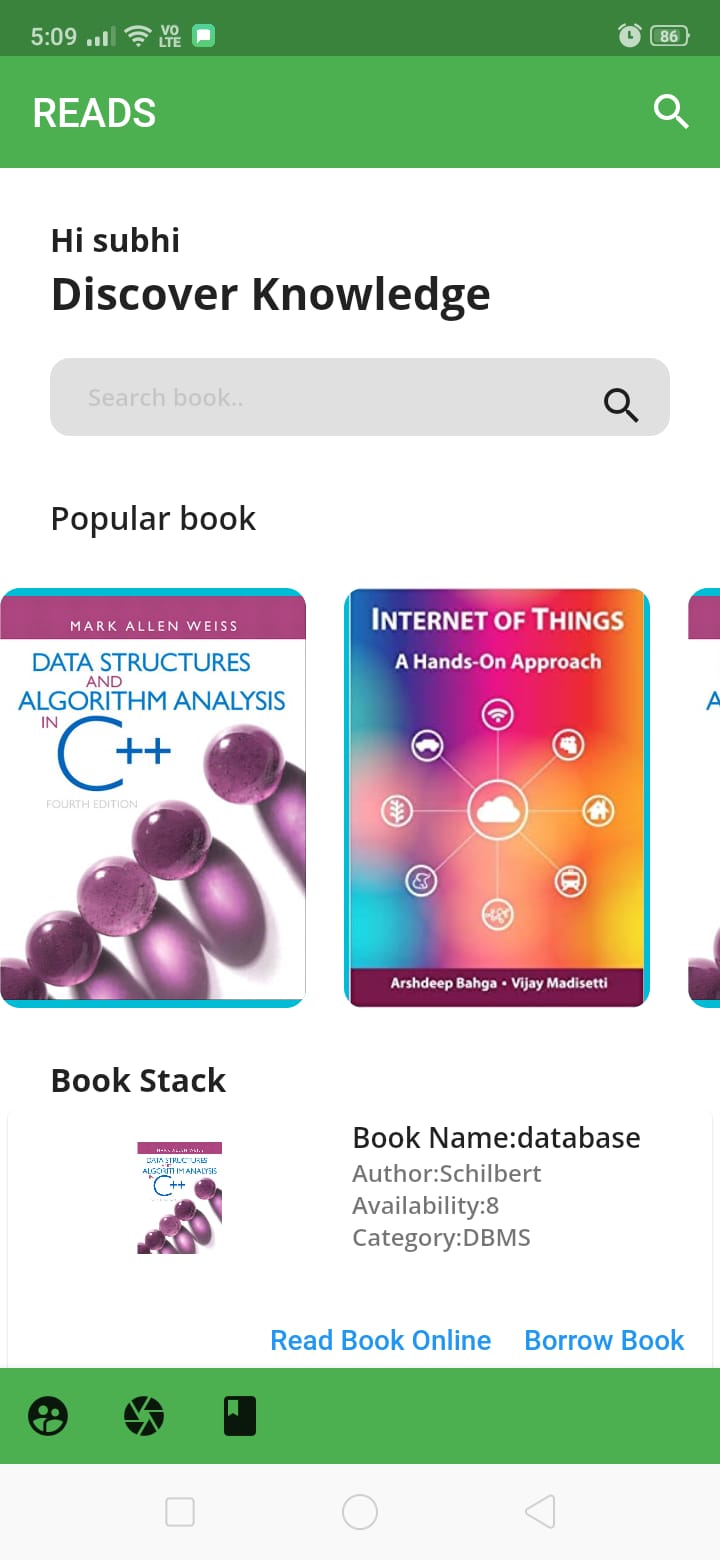 5:09 VO LTE 86
READS
Hi subhi
Discover Knowledge
Search book..
Popular book
MARK ALLEN WEISS
DATA STRUCTURES
AND
ALGORITHM ANALYSIS
IN
C++
FOURTH EDITION
INTERNET OF THINGS
A Hands-On Approach
Arshdeep Bahga • Vijay Madisetti
A
Book Stack
MARK ALLEN WEISS
DATA STRUCTURES
AND
ALGORITHM ANALYSIS
IN
C++
Book Name:database
Author:Schilbert
Availability:8
Category:DBMS
Read Book Online Borrow Book